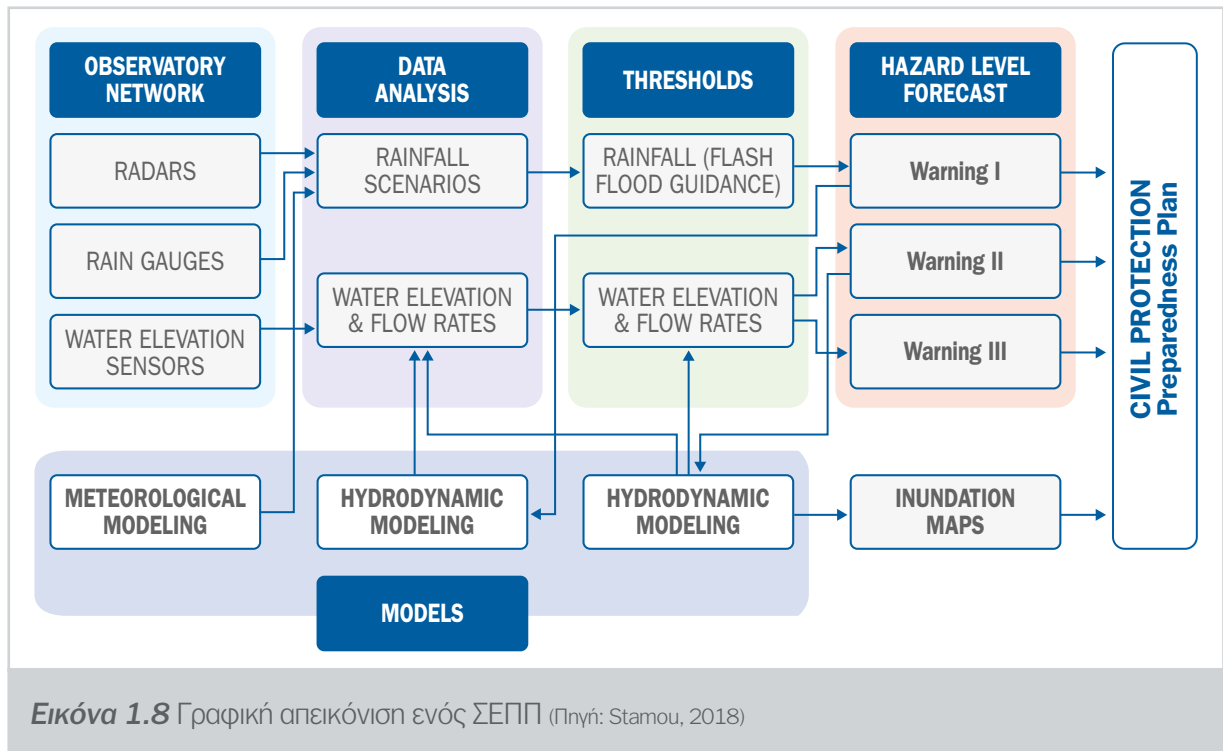 OBSERVATORY
NETWORK
DATA
ANALYSIS
THRESHOLDS
HAZARD LEVEL
FORECAST
RADARS
RAINFALL
SCENARIOS
RAINFALL (FLASH
FLOOD GUIDANCE)
Warning I
RAIN GAUGES
Warning II
WATER ELEVATION
SENSORS
WATER ELEVATION
& FLOW RATES
WATER ELEVATION
& FLOW RATES
Warning III
CIVIL PROTECTION
Preparedness Plan
METEOROLOGICAL
MODELING
HYDRODYNAMIC
MODELING
HYDRODYNAMIC
MODELING
INUNDATION
MAPS
MODELS
Εικόνα 1.8 Γραφική απεικόνιση ενός ΣΕΠΠ (Πηγή: Stamou, 2018)